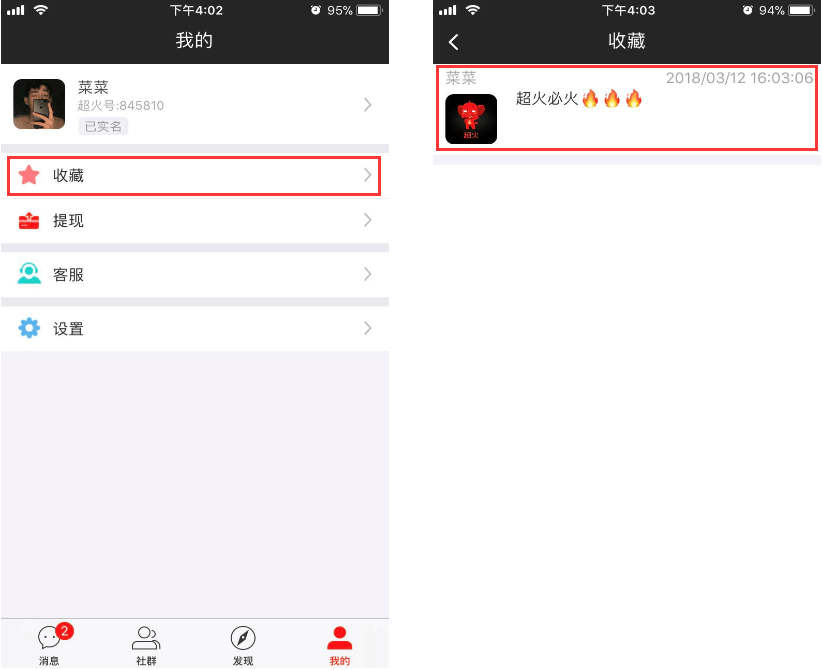 下午4:02
95%
我的
菜菜
超火号:845810
已实名
收藏
提现
客服
设置
2
消息
社群
发现
我的
下午4:03
94%
收藏
菜菜
2018/03/12 16:03:06
超火必火🔥🔥🔥
超火